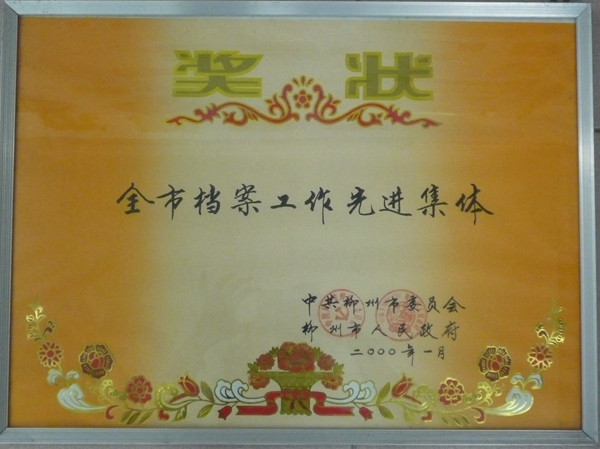 奖状
全市档案工作先进集体
中共柳州市委员会
柳州市人民政府
二〇〇〇年一月